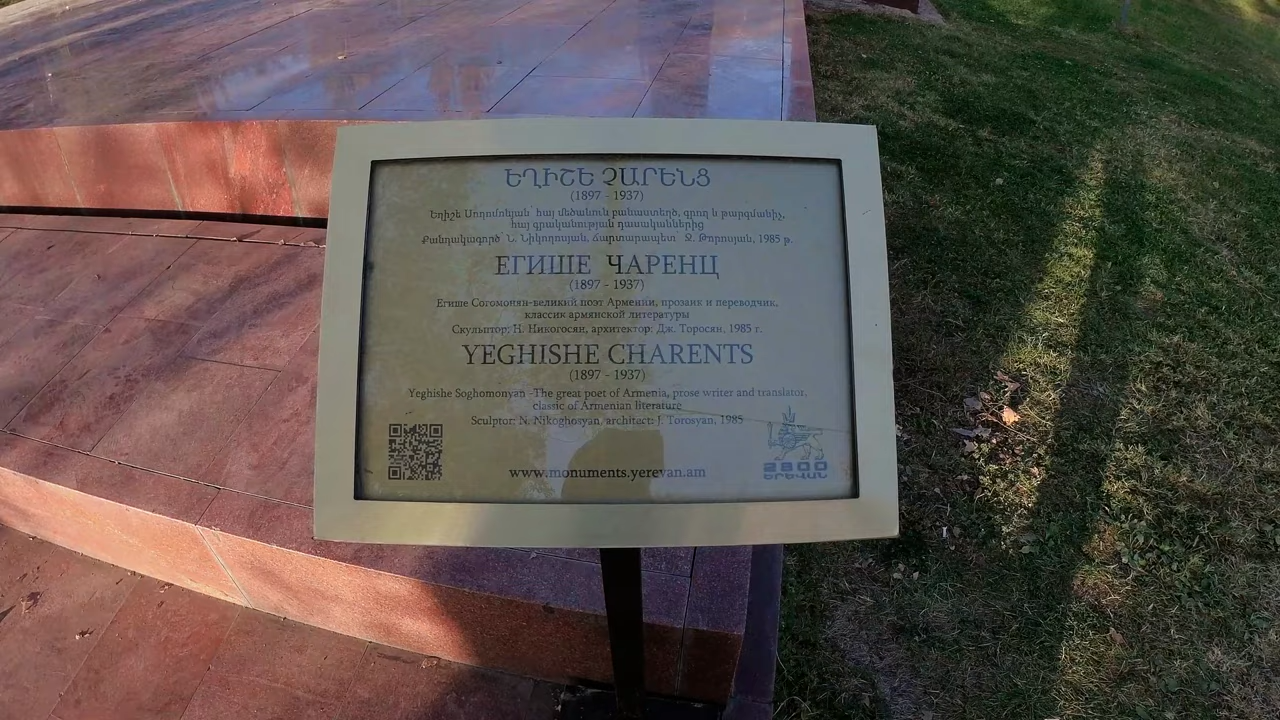 ԵՂԻՇԵ ՉԱՐԵՆՑ
(1897 - 1937)
Եղիշե Սողոմոնյան՝ հայ մեծանուն բանաստեղծ, գրող և թարգմանիչ,
հայ գրականության դասականներից
Քանդակագործ՝ Ն. Նիկողոսյան, ճարտարապետ՝ Ջ. Թորոսյան, 1985 թ.
ЕГИШЕ ЧАРЕНЦ
(1897 - 1937)
Егише Согомонян-великий поэт Армении, прозаик и переводчик,
классик армянской литературы
Скульптор: Н. Никогосян, архитектор: Дж. Торосян, 1985 г.
YEGHISHE CHARENTS
(1897 - 1937)
Yeghishe Soghomonyan -The great poet of Armenia, prose writer and translator,
classic of Armenian literature
Sculptor: N. Nikoghosyan, architect: J. Torosyan, 1985
www.monuments.yerevan.am
2800
ԵՐԵՎԱՆ